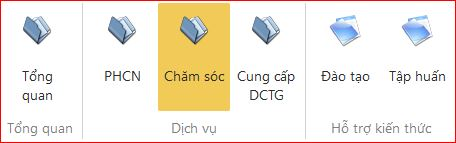 Tổng
quan
PHCN
Chăm sóc
Cung cấp
DCTG
Đào tạo
Tập huấn
Tổng quan
Dịch vụ
Hỗ trợ kiến thức